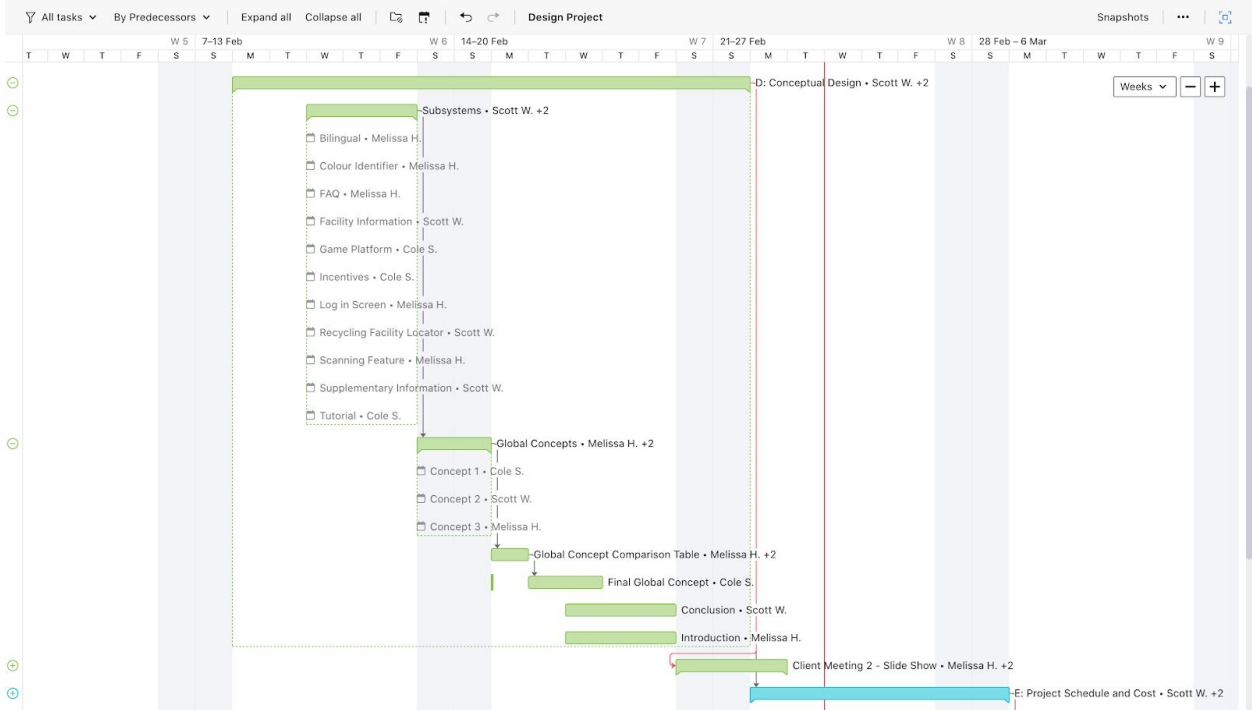 All tasks By Predecessors Expand all Collapse all Design Project Snapshots
W 5 7–13 Feb W 6 14–20 Feb W 7 21–27 Feb W 8 28 Feb – 6 Mar W 9
T W T F S S M T W T F S S M T W T F S S M T W T F S S M T W T F S
D: Conceptual Design • Scott W. +2
Weeks
Subsystems • Scott W. +2
Bilingual • Melissa H.
Colour Identifier • Melissa H.
FAQ • Melissa H.
Facility Information • Scott W.
Game Platform • Cole S.
Incentives • Cole S.
Log in Screen • Melissa H.
Recycling Facility Locator • Scott W.
Scanning Feature • Melissa H.
Supplementary Information • Scott W.
Tutorial • Cole S.
Global Concepts • Melissa H. +2
Concept 1 • Cole S.
Concept 2 • Scott W.
Concept 3 • Melissa H.
Global Concept Comparison Table • Melissa H. +2
Final Global Concept • Cole S.
Conclusion • Scott W.
Introduction • Melissa H.
Client Meeting 2 - Slide Show • Melissa H. +2
E: Project Schedule and Cost • Scott W. +2